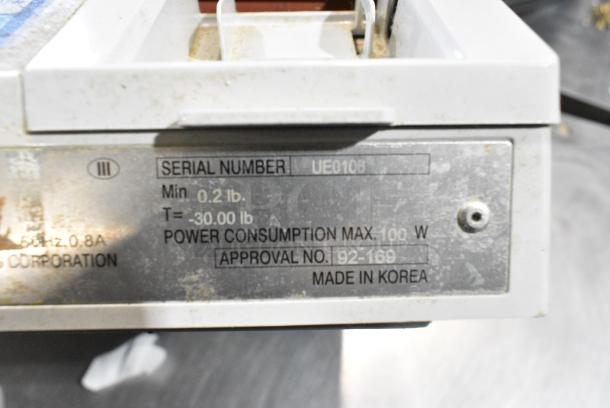 III
SERIAL NUMBER UE0108
Min 0.2 lb.
T= -30.00 lb
60Hz, 0.8A
POWER CONSUMPTION MAX. 100 W
CORPORATION
APPROVAL NO. 92-169
MADE IN KOREA